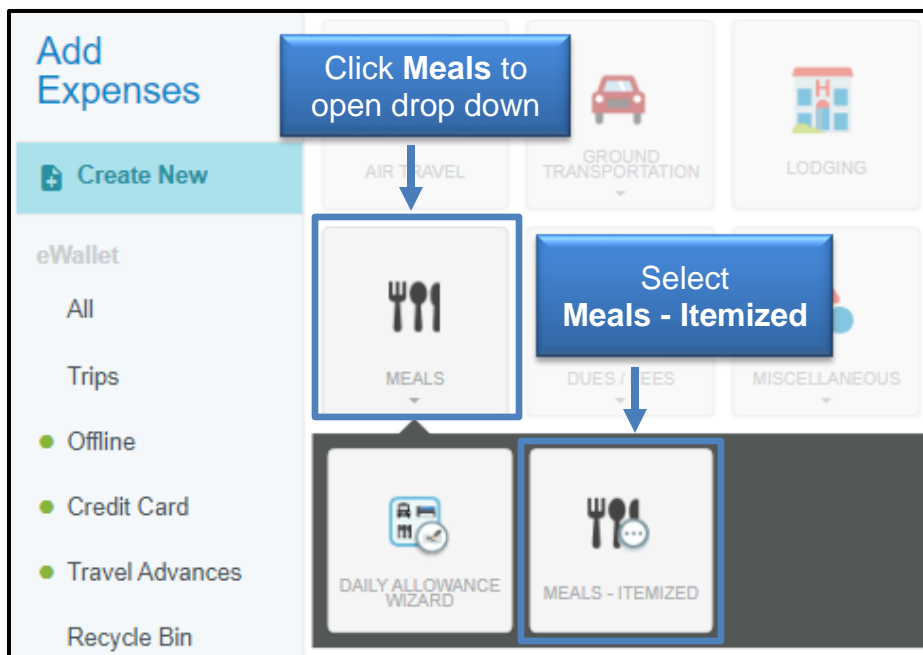 Add
Expenses
Create New
eWallet
All
Trips
Offline
Credit Card
Travel Advances
Recycle Bin
Click Meals to
open drop down
AIR TRAVEL
GROUND
TRANSPORTATION
H
LODGING
Select
Meals - Itemized
MEALS
DUES / FEES
MISCELLANEOUS
DAILY ALLOWANCE
WIZARD
MEALS - ITEMIZED